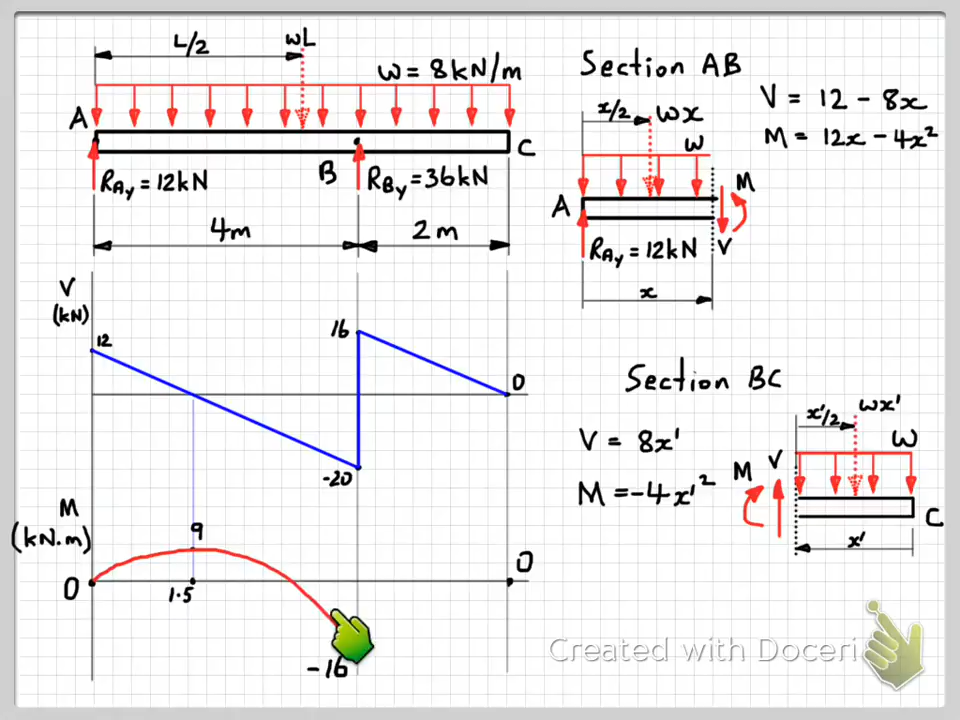 L/2
wL
w = 8kN/m
A
B
C
RAy = 12kN
RBy = 36kN
4m
2m
Section AB
V = 12 - 8x
M = 12x - 4x²
x/2
wx
w
M
A
V
RAy = 12kN
x
V
(kN)
12
16
0
-20
M
(kN.m)
9
0
0
1.5
-16
Section BC
V = 8x'
M = -4x'²
x'/2
wx'
w
M
V
C
x'
Created with Doceri